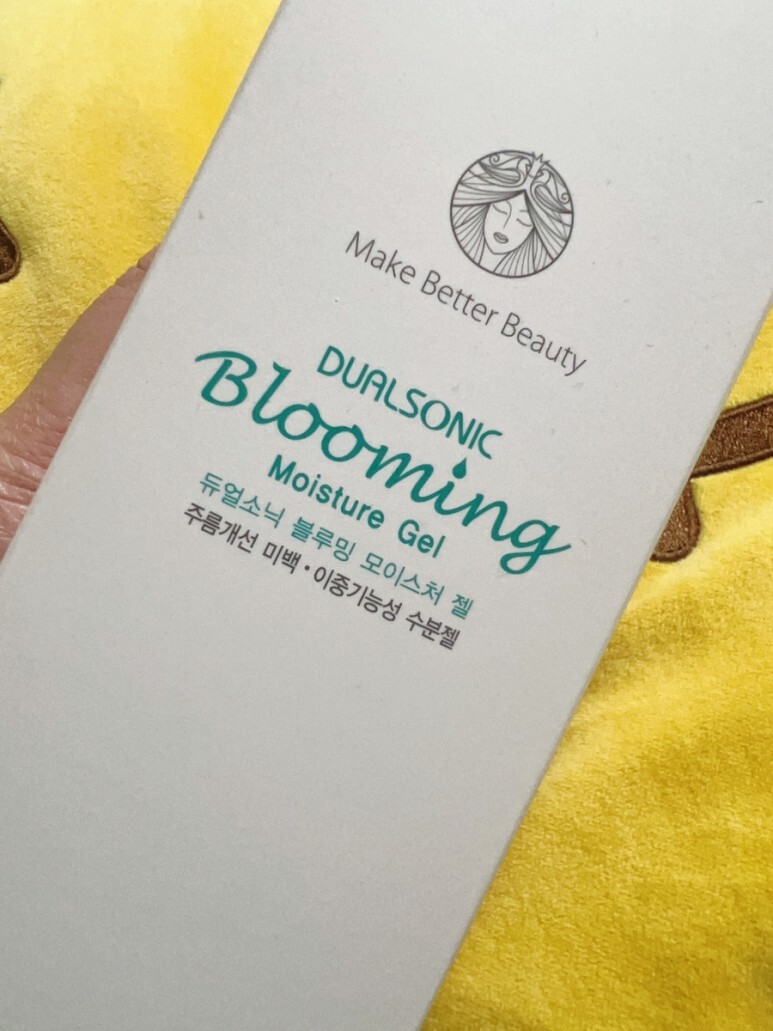 Make Better Beauty
DUALSONIC
Blooming
Moisture Gel
듀얼소닉 블루밍 모이스처 젤
주름개선 미백·이중기능성 수분젤